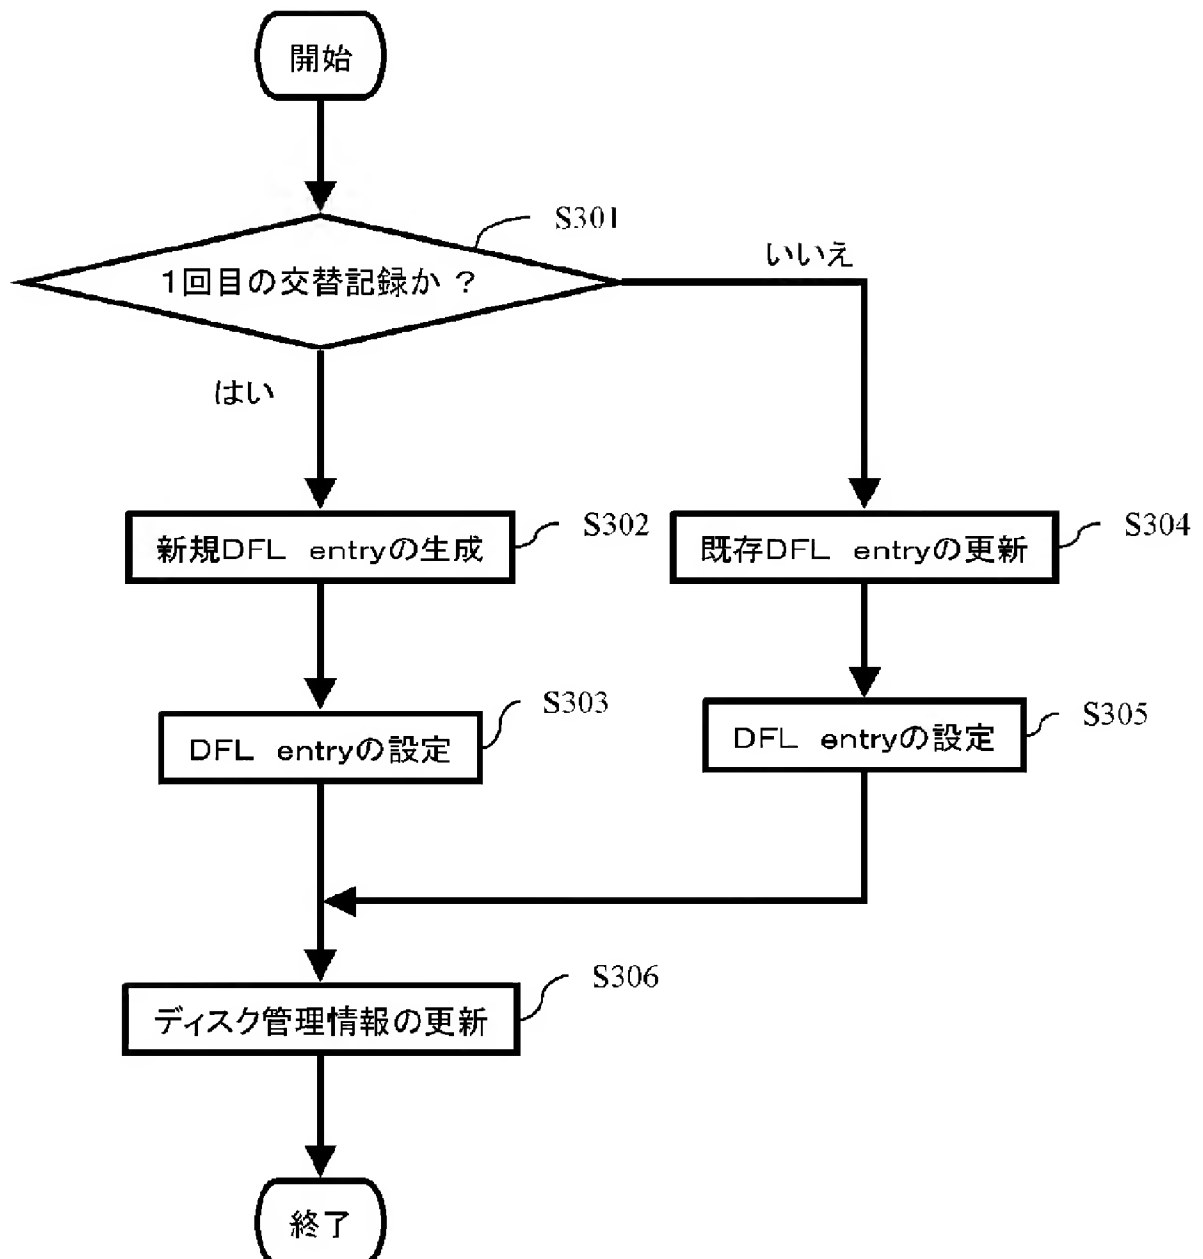 開始
S301
1回目の交替記録か ?
いいえ
はい
新規DFL entryの生成
S302
既存DFL entryの更新
S304
DFL entryの設定
S303
DFL entryの設定
S305
ディスク管理情報の更新
S306
終了